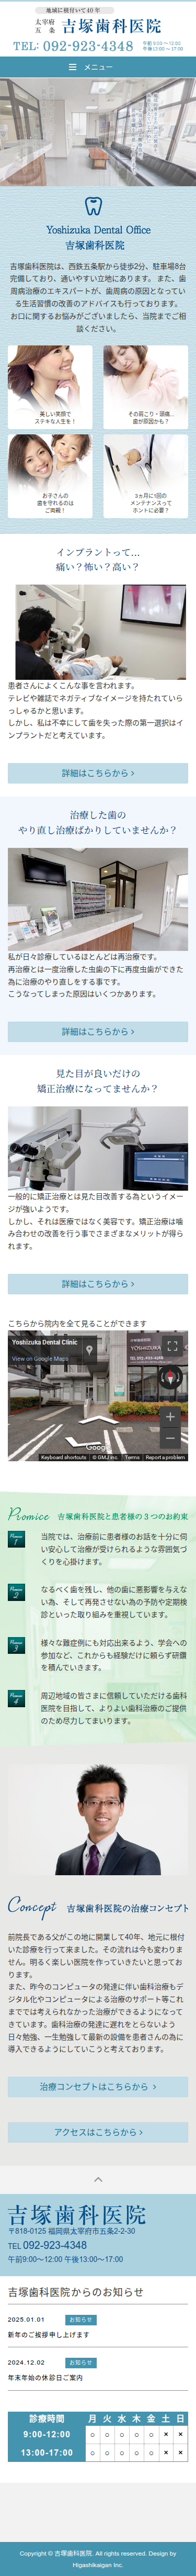 地域に根付いて40年
太宰府
五条
吉塚歯科医院
TEL: 092-923-4348
午前 9:00 〜 12:00
午後13:00 〜 17:00
メニュー
Yoshizuka Dental Office
吉塚歯科医院
吉塚歯科医院は、西鉄五条駅から徒歩2分、駐車場8台
完備しており、通いやすい立地にあります。 また、歯
周病治療のエキスパートが、歯周病の原因となってい
る生活習慣の改善のアドバイスも行っております。
お口に関するお悩みがございましたら、当院までご相
談ください。
美しい笑顔で
ステキな人生を！
その肩こり・頭痛...
歯が原因かも？
お子さんの
歯を守れるのは
ご両親！
3ヵ月に1回の
メンテナンスって
ホントに必要？
インプラントって…
痛い？怖い？高い？
患者さんによくこんな事を言われます。
テレビや雑誌でネガティブなイメージを持たれていら
っしゃるかと思います。
しかし、私は不幸にして歯を失った際の第一選択はイ
ンプラントだと考えています。
詳細はこちらから >
治療した歯の
やり直し治療ばかりしていませんか？
私が日々診療しているほとんどは再治療です。
再治療とは一度治療した虫歯の下に再度虫歯ができた
為に治療のやり直しをする事です。
こうなってしまった原因はいくつかあります。
詳細はこちらから >
見た目が良いだけの
矯正治療になってませんか？
一般的に矯正治療とは見た目改善する為というイメー
ジが強いようです。
しかし、それは医療ではなく美容です。矯正治療は噛
み合わせの改善を行う事でさまざまなメリットが得ら
れます。
詳細はこちらから >
こちらから院内を全て見ることができます
Yoshizuka Dental Clinic
View on Google Maps
Google
Keyboard shortcuts
© GMJ Inc.
Terms
Report a problem
Promice 吉塚歯科医院と患者様の３つのお約束
Promice
1
当院では、治療前に患者様のお話を十分に伺
い安心して治療が受けられるような雰囲気づ
くりを心掛けます。
Promice
2
なるべく歯を残し、他の歯に悪影響を与えな
い為、そして再発させない為の予防や定期検
診といった取り組みを重視しています。
Promice
3
様々な難症例にも対応出来るよう、学会への
参加など、これからも経験だけに頼らず研鑽
を積んでいきます。
Promice
4
周辺地域の皆さまに信頼していただける歯科
医院を目指して、よりよい歯科治療のご提供
のため尽力してまいります。
Concept 吉塚歯科医院の治療コンセプト
前院長である父がこの地に開業して40年、地元に根付
いた診療を行って来ました。その流れは今も変わりま
せん。明るく楽しい医院を作っていきたいと思ってお
ります。
また、昨今のコンピュータの発達に伴い歯科治療もデ
ジタル化やコンピュータによる治療のサポート等これ
まででは考えられなかった治療ができるようになって
ています。歯科治療の発達に遅れをとらないよう
日々勉強、一生勉強して最新の設備を患者さんの為に
導入できるようにしていこうと考えております。
治療コンセプトはこちらから >
アクセスはこちらから >
吉塚歯科医院
〒818-0125 福岡県太宰府市五条2-2-30
TEL 092-923-4348
午前9:00〜12:00 午後13:00〜17:00
吉塚歯科医院からのお知らせ
2025.01.01 お知らせ
新年のご挨拶申し上げます
2024.12.02 お知らせ
年末年始の休診日ご案内
診療時間 月 火 水 木 金 土 日
9:00-12:00 ○ ○ ○ ○ ○ × ×
13:00-17:00 ○ ○ ○ ○ ○ × ×
Copyright © 吉塚歯科医院. All rights reserved. Design by
Higashikaigan Inc.